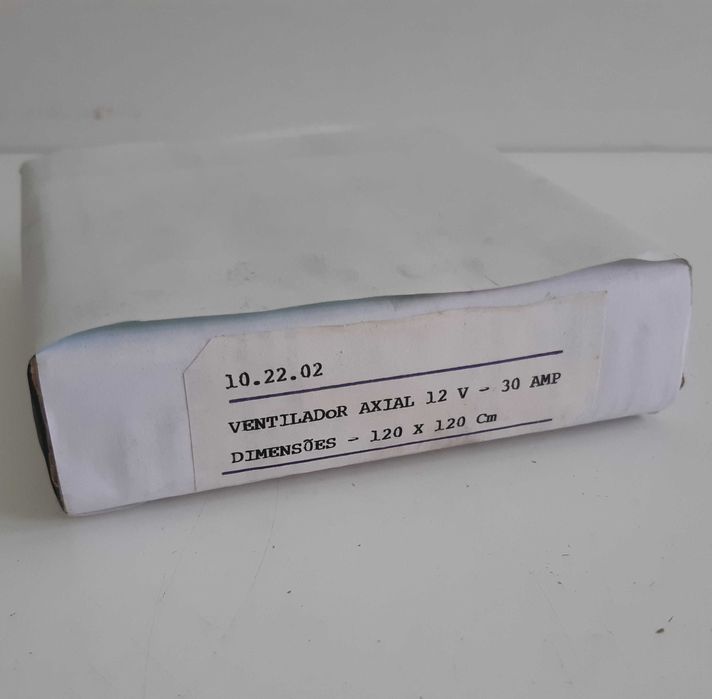 10.22.02
VENTILADoR AXIAL 12 V - 30 AMP
DIMENSÕES - 120 X 120 Cm